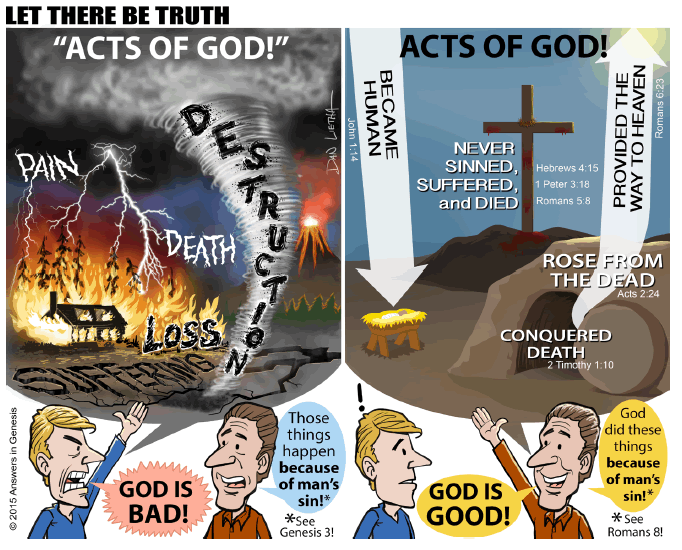 LET THERE BE TRUTH
"ACTS OF GOD!"
PAIN
DEATH
DESTRUCTION
LOSS
SUFFERING
DAN LIETHA
GOD IS
BAD!
Those
things
happen
because
of man's
sin!*
*See
Genesis 3!
© 2015 Answers in Genesis
ACTS OF GOD!
BECAME
HUMAN
John 1:14
NEVER
SINNED,
SUFFERED,
and DIED
Hebrews 4:15
1 Peter 3:18
Romans 5:8
CONQUERED
DEATH
2 Timothy 1:10
ROSE FROM
THE DEAD
Acts 2:24
PROVIDED THE
WAY TO HEAVEN
Romans 6:23
!
GOD IS
GOOD!
God
did these
things
because
of man's
sin!*
* See
Romans 8!